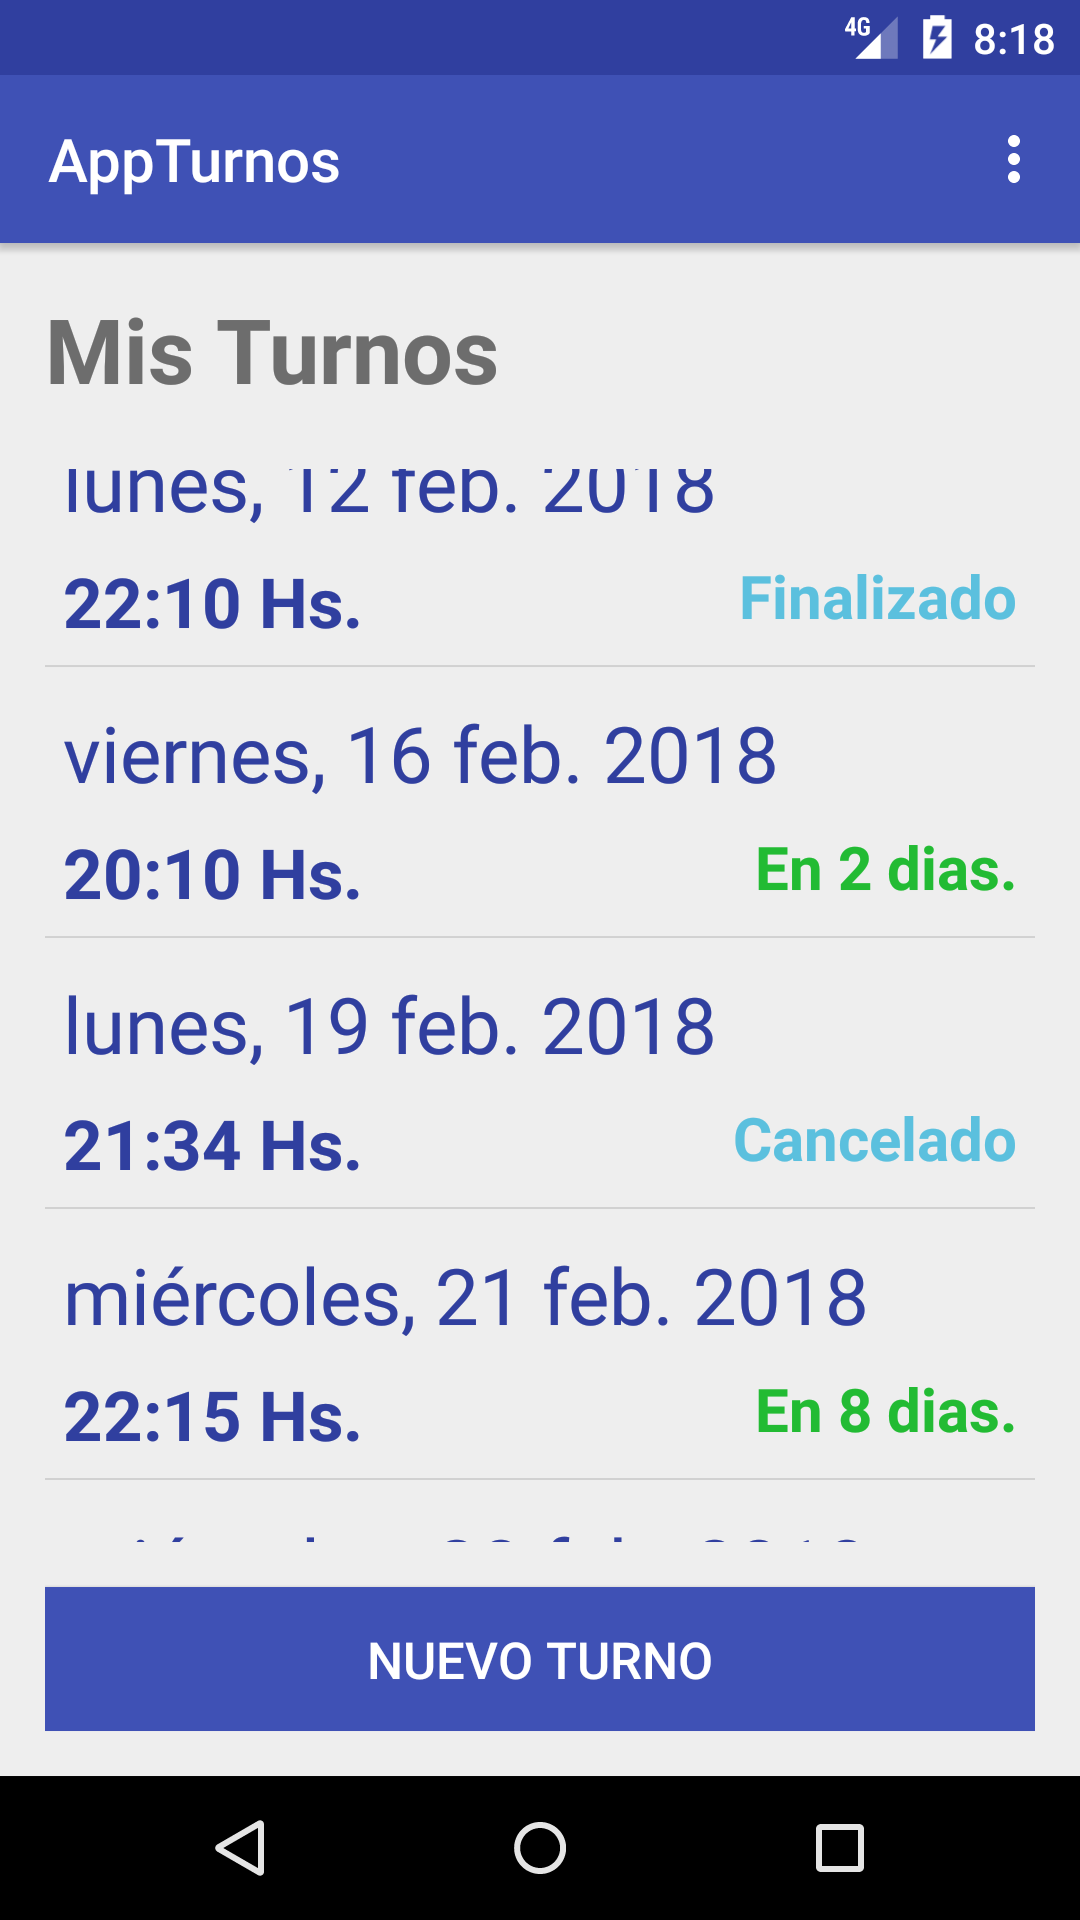 4G 8:18
AppTurnos
Mis Turnos
lunes, 12 feb. 2018
22:10 Hs. Finalizado
viernes, 16 feb. 2018
20:10 Hs. En 2 dias.
lunes, 19 feb. 2018
21:34 Hs. Cancelado
miércoles, 21 feb. 2018
22:15 Hs. En 8 dias.
NUEVO TURNO